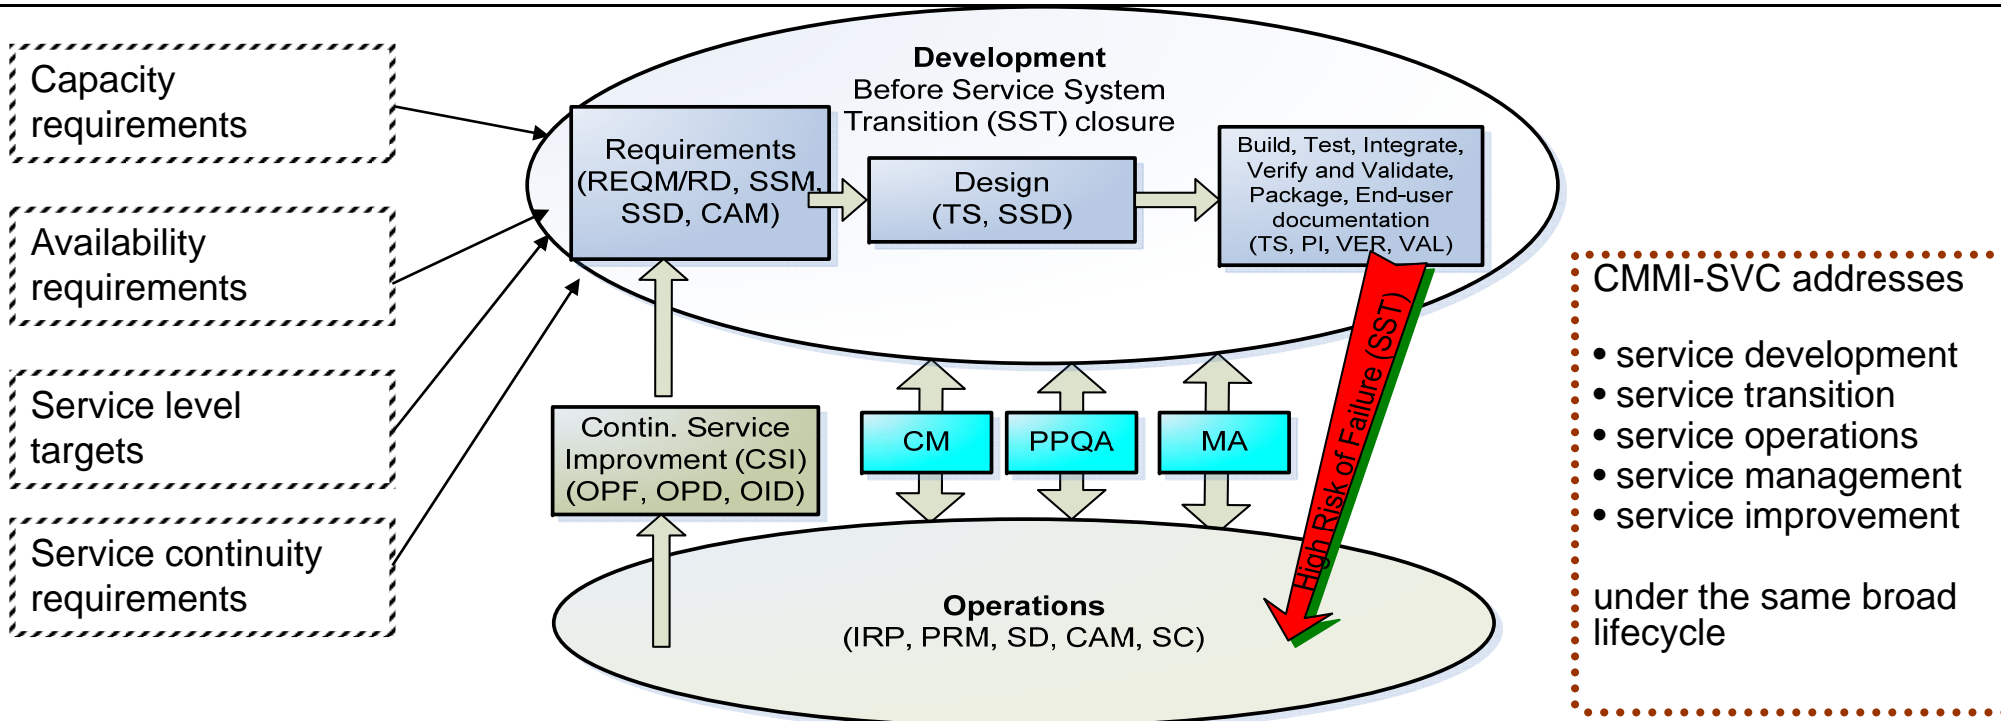 Capacity
requirements
Availability
requirements
Service level
targets
Service continuity
requirements
Development
Before Service System
Transition (SST) closure
Requirements
(REQM/RD, SSM,
SSD, CAM)
Design
(TS, SSD)
Build, Test, Integrate,
Verify and Validate,
Package, End-user
documentation
(TS, PI, VER, VAL)
Contin. Service
Improvment (CSI)
(OPF, OPD, OID)
CM
PPQA
MA
High Risk of Failure (SST)
Operations
(IRP, PRM, SD, CAM, SC)
CMMI-SVC addresses
• service development
• service transition
• service operations
• service management
• service improvement
under the same broad
lifecycle